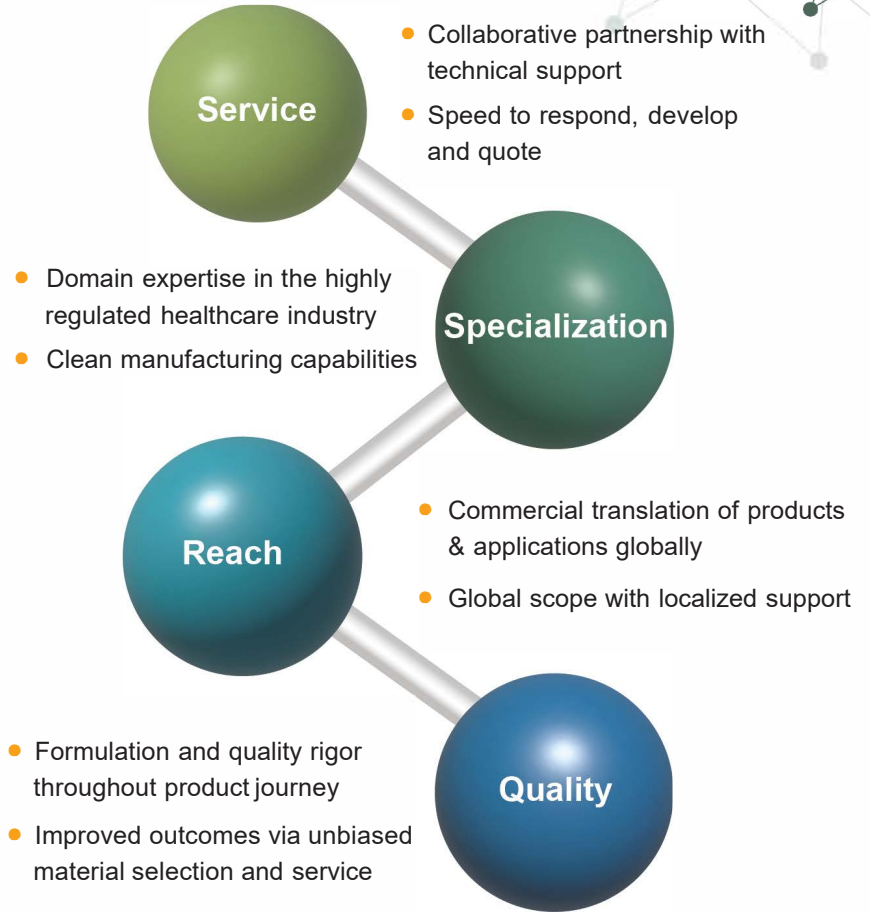 Service
• Collaborative partnership with
technical support
• Speed to respond, develop
and quote
Specialization
• Domain expertise in the highly
regulated healthcare industry
• Clean manufacturing capabilities
Reach
• Commercial translation of products
& applications globally
• Global scope with localized support
Quality
• Formulation and quality rigor
throughout product journey
• Improved outcomes via unbiased
material selection and service